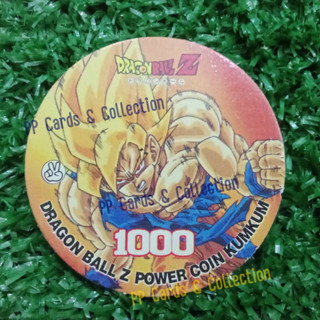 DRAGON BALL Z
PP Cards & Collection
PP Cards & Collection
1000
DRAGON BALL Z POWER COIN KUMKUM
PP Cards & Collection